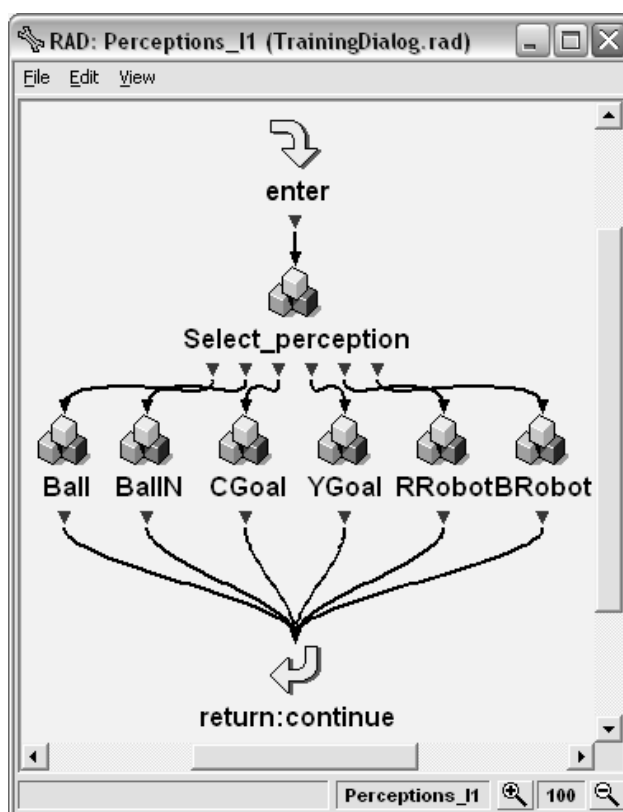 RAD: Perceptions_l1 (TrainingDialog.rad)
File Edit View
enter
Select_perception
Ball BallN CGoal YGoal RRobot BRobot
return:continue
Perceptions_l1 100